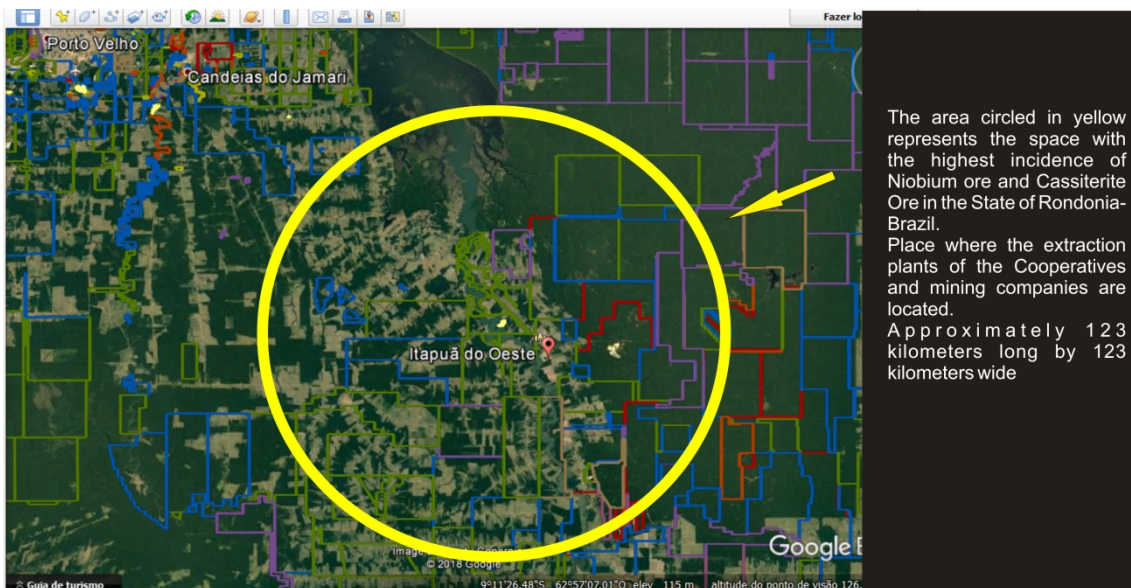 Fazer lo
Porto Velho
Candeias do Jamari
Itapuã do Oeste
© 2018 Google
Google E
Guia de turismo
9°11'26.48"S 62°57'07.01"O elev 115 m altitude do ponto de visão 126.
The area circled in yellow
represents the space with
the highest incidence of
Niobium ore and Cassiterite
Ore in the State of Rondonia-
Brazil.
Place where the extraction
plants of the Cooperatives
and mining companies are
located.
Approximately 123
kilometers long by 123
kilometers wide